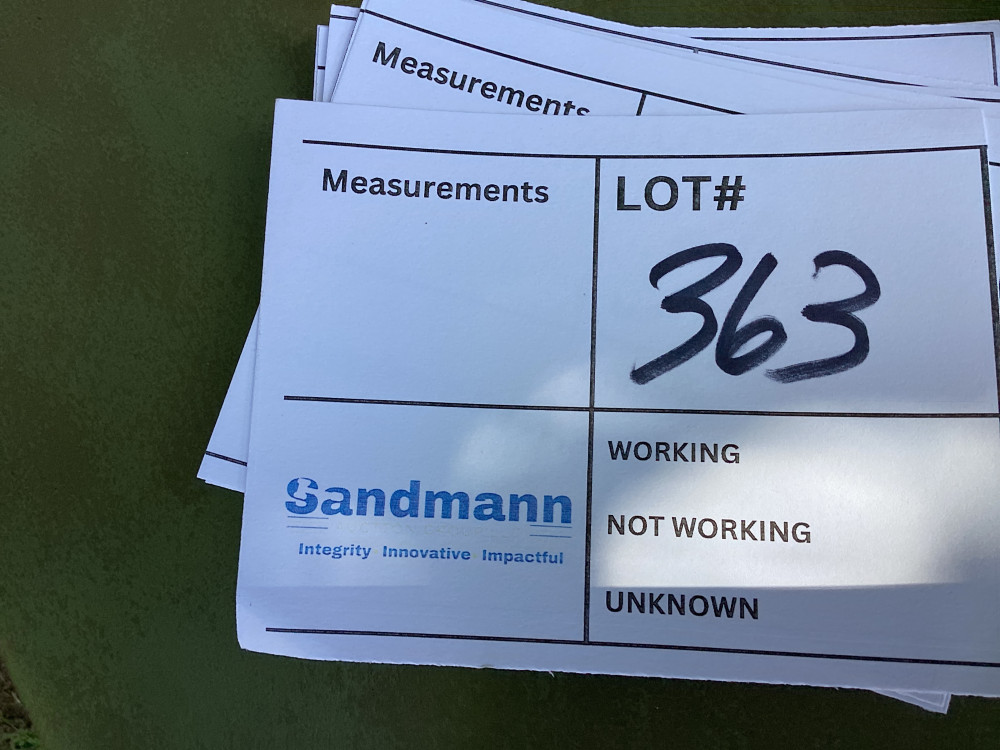 Measurements
Measurements
LOT#
363
Sandmann
Integrity Innovative Impactful
WORKING
NOT WORKING
UNKNOWN